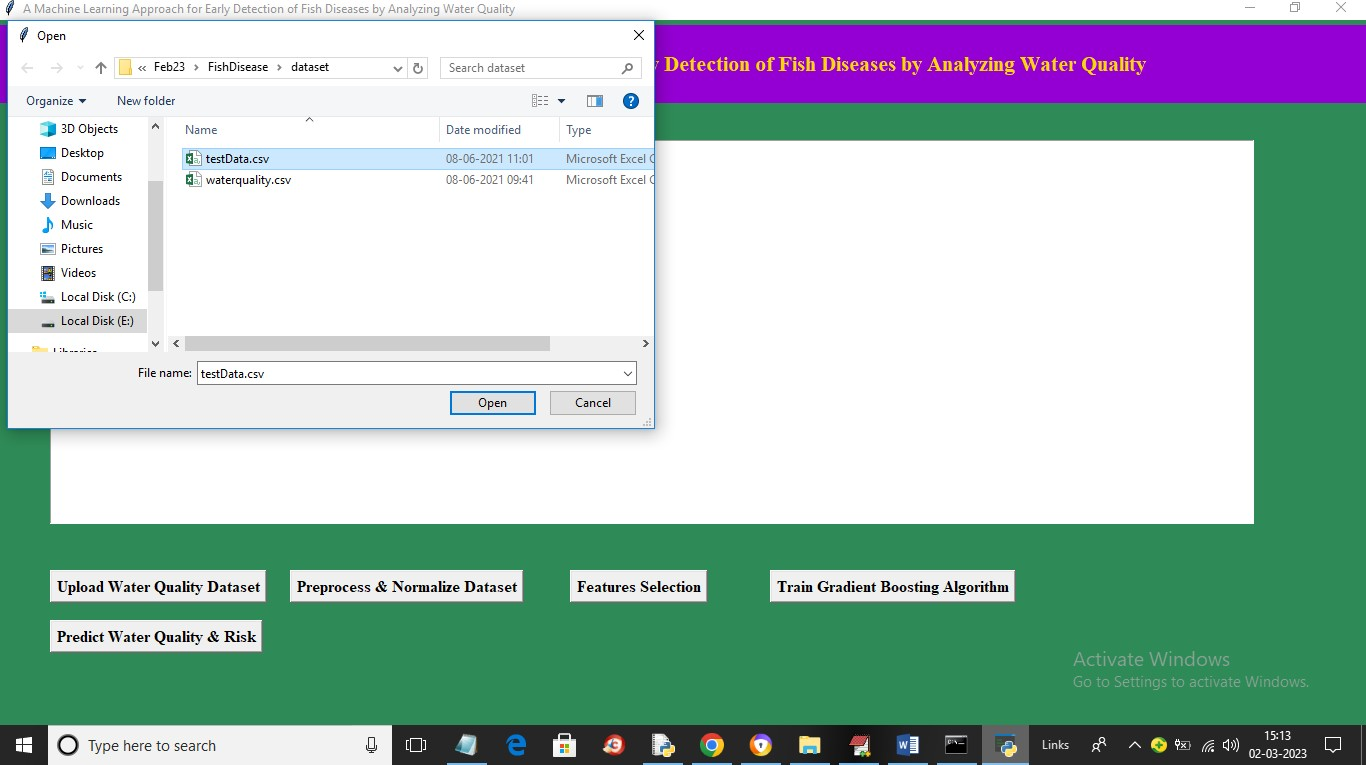 A Machine Learning Approach for Early Detection of Fish Diseases by Analyzing Water Quality
Open
« Feb23 › FishDisease › dataset
Search dataset
Detection of Fish Diseases by Analyzing Water Quality
Organize
New folder
Name
Date modified
Type
3D Objects
Desktop
Documents
Downloads
Music
Pictures
Videos
Local Disk (C:)
Local Disk (E:)
testData.csv 08-06-2021 11:01 Microsoft Excel
waterquality.csv 08-06-2021 09:41 Microsoft Excel
File name: testData.csv
Open
Cancel
Upload Water Quality Dataset
Preprocess & Normalize Dataset
Features Selection
Train Gradient Boosting Algorithm
Predict Water Quality & Risk
Activate Windows
Go to Settings to activate Windows.
Type here to search
Links
15:13
02-03-2023